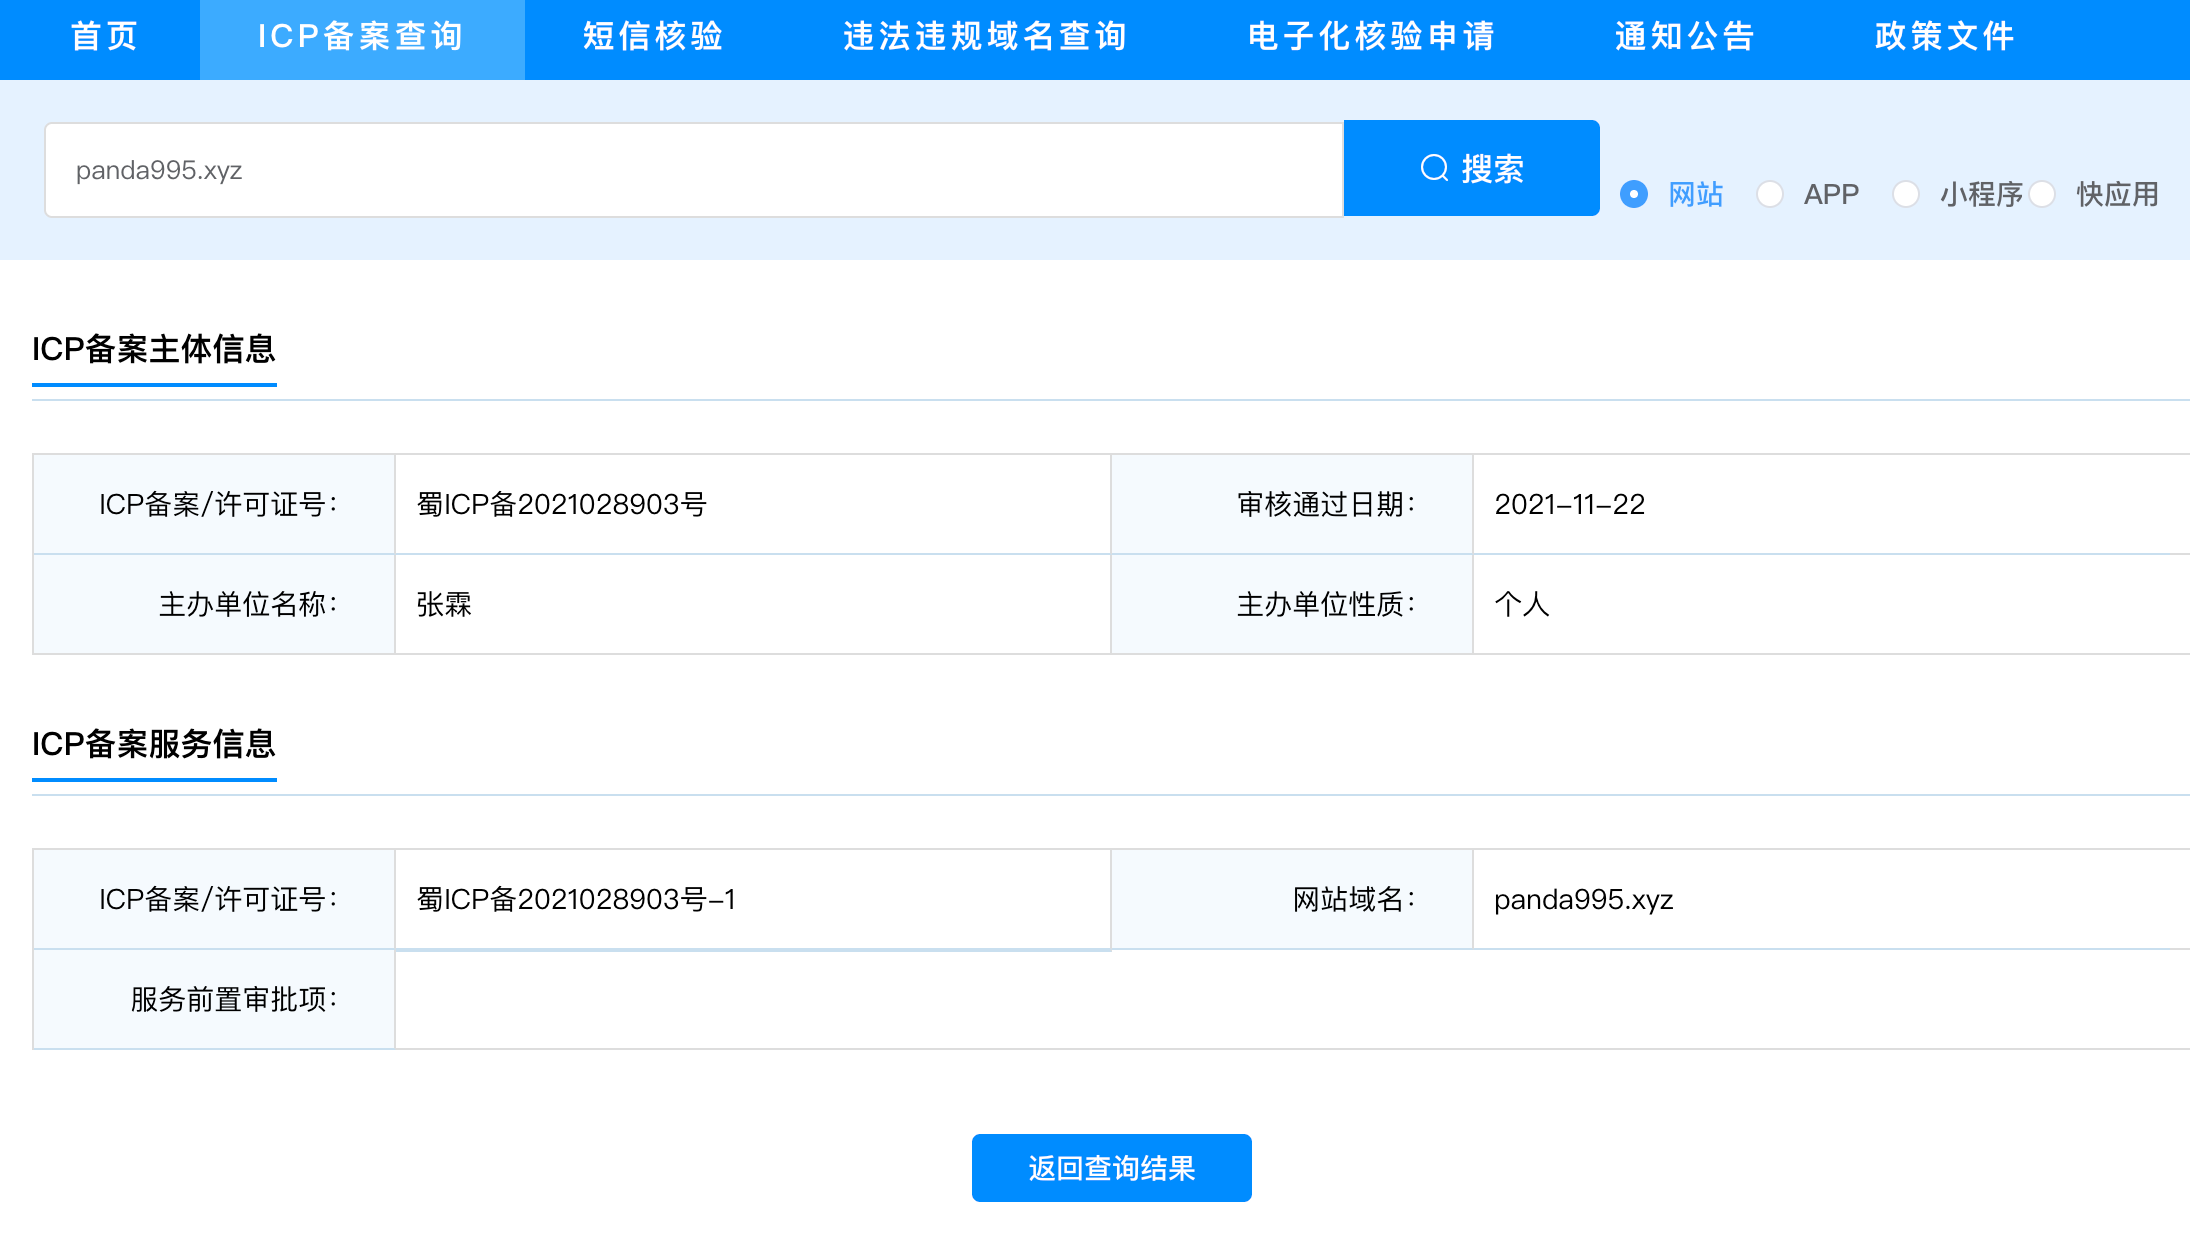 首页 ICP备案查询 短信核验 违法违规域名查询 电子化核验申请 通知公告 政策文件
panda995.xyz 搜索 网站 APP 小程序 快应用
ICP备案主体信息
ICP备案/许可证号： 蜀ICP备2021028903号 审核通过日期： 2021-11-22
主办单位名称： 张霖 主办单位性质： 个人
ICP备案服务信息
ICP备案/许可证号： 蜀ICP备2021028903号-1 网站域名： panda995.xyz
服务前置审批项：
返回查询结果